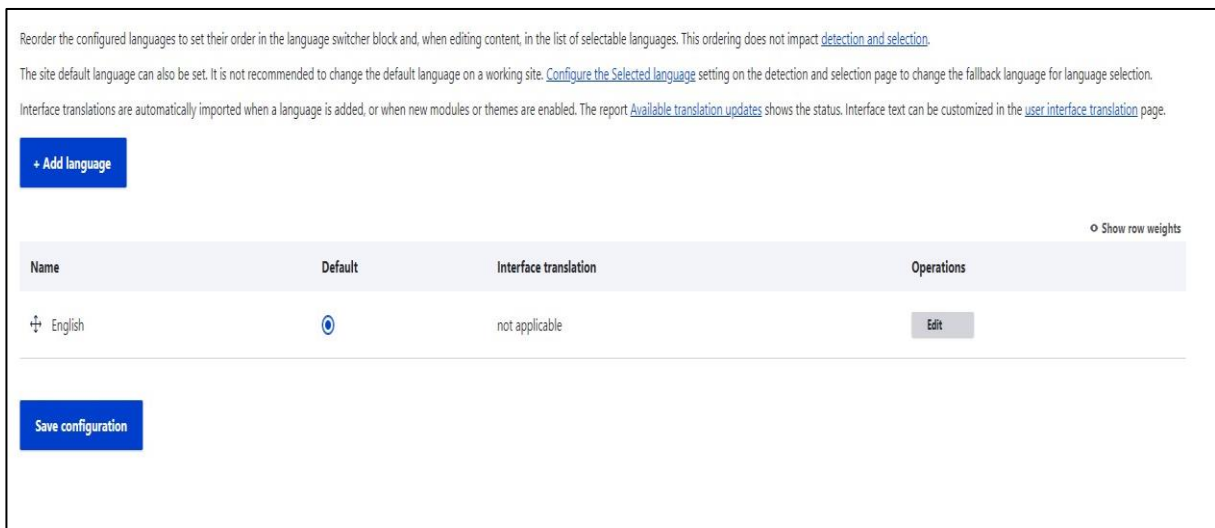 Reorder the configured languages to set their order in the language switcher block and, when editing content, in the list of selectable languages. This ordering does not impact detection and selection.
The site default language can also be set. It is not recommended to change the default language on a working site. Configure the Selected language setting on the detection and selection page to change the fallback language for language selection.
Interface translations are automatically imported when a language is added, or when new modules or themes are enabled. The report Available translation updates shows the status. Interface text can be customized in the user interface translation page.
+ Add language
Show row weights
Name Default Interface translation Operations
English not applicable Edit
Save configuration